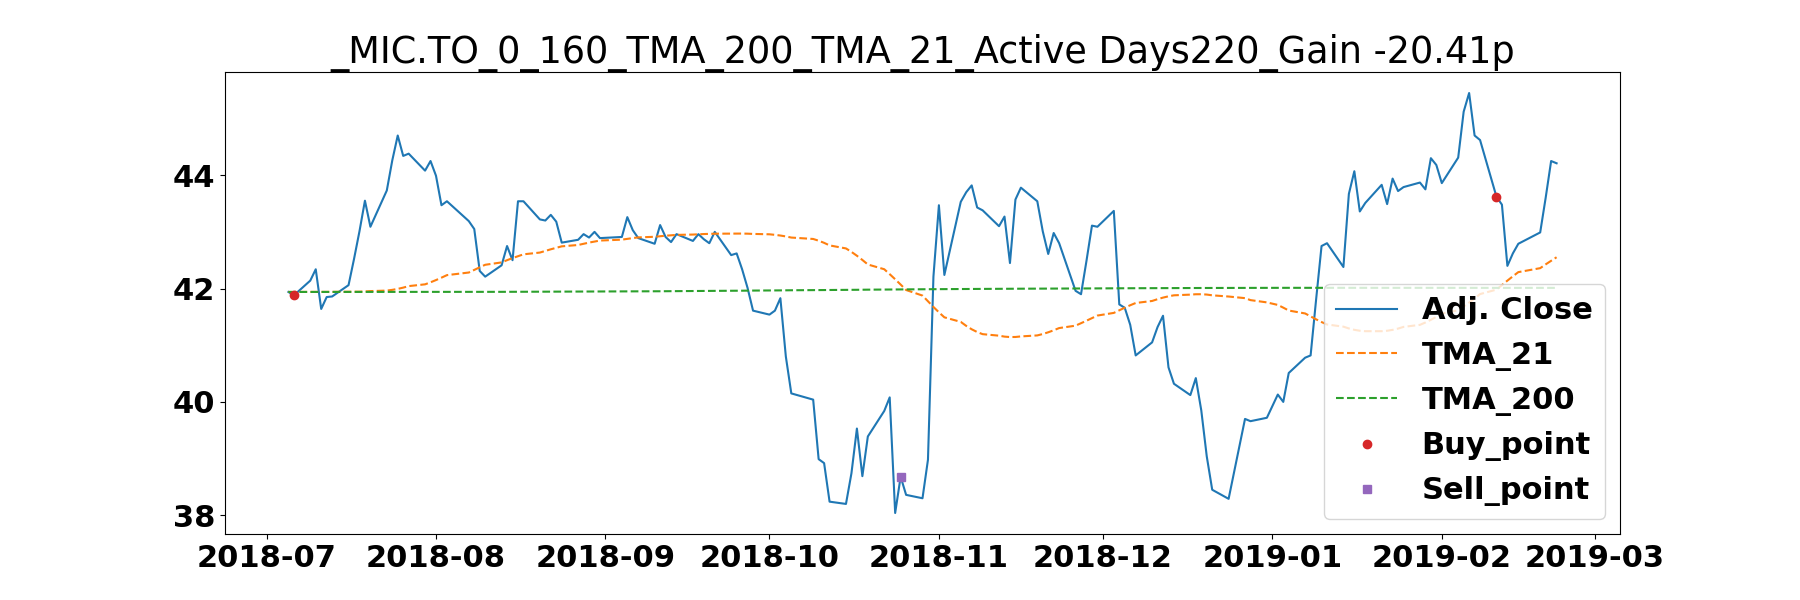 _MIC.TO_0_160_TMA_200_TMA_21_Active Days220_Gain -20.41p
44
42
40
38
Adj. Close
TMA_21
TMA_200
Buy_point
Sell_point
2018-07 2018-08 2018-09 2018-10 2018-11 2018-12 2019-01 2019-02 2019-03